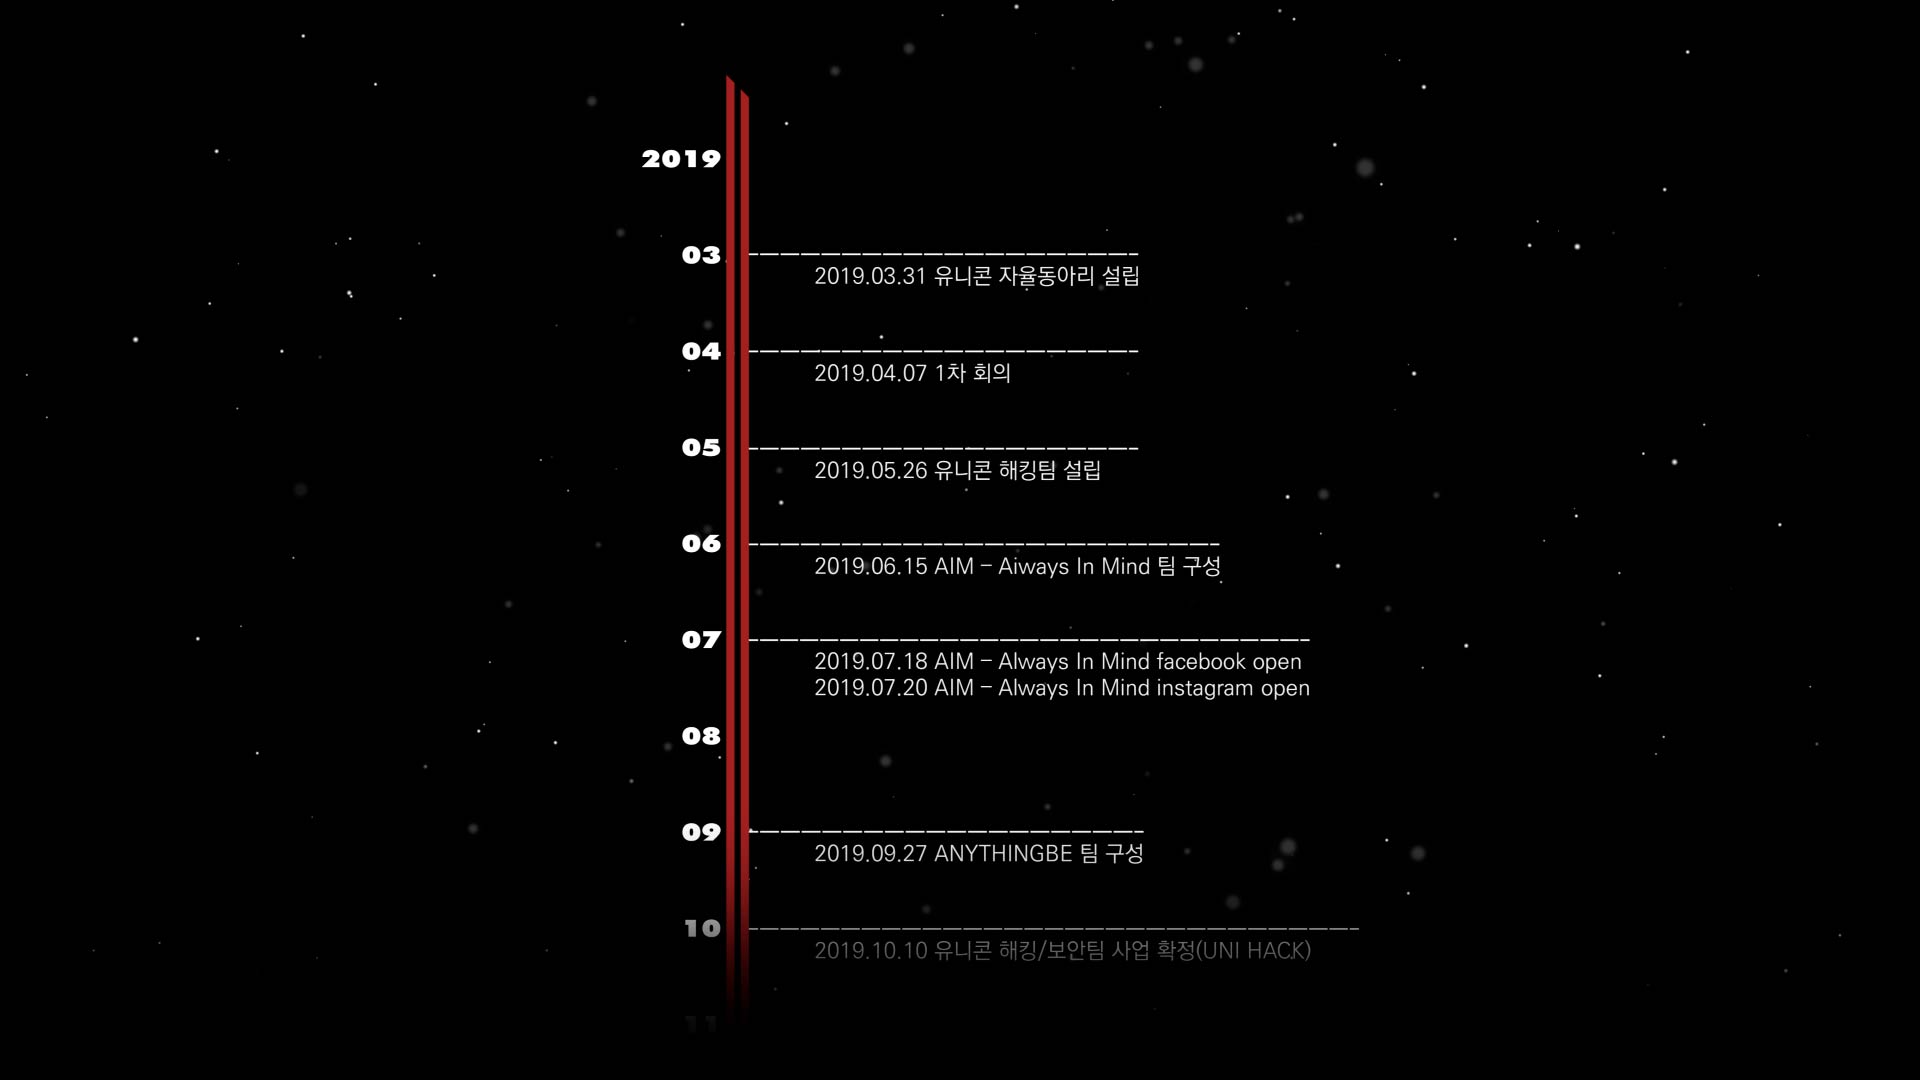 2019
03
2019.03.31 유니콘 자율동아리 설립
04
2019.04.07 1차 회의
05
2019.05.26 유니콘 해킹팀 설립
06
2019.06.15 AIM - Aiways In Mind 팀 구성
07
2019.07.18 AIM - Always In Mind facebook open
2019.07.20 AIM - Always In Mind instagram open
08
09
2019.09.27 ANYTHINGBE 팀 구성
10
2019.10.10 유니콘 해킹/보안팀 사업 확정(UNI HACK)
11